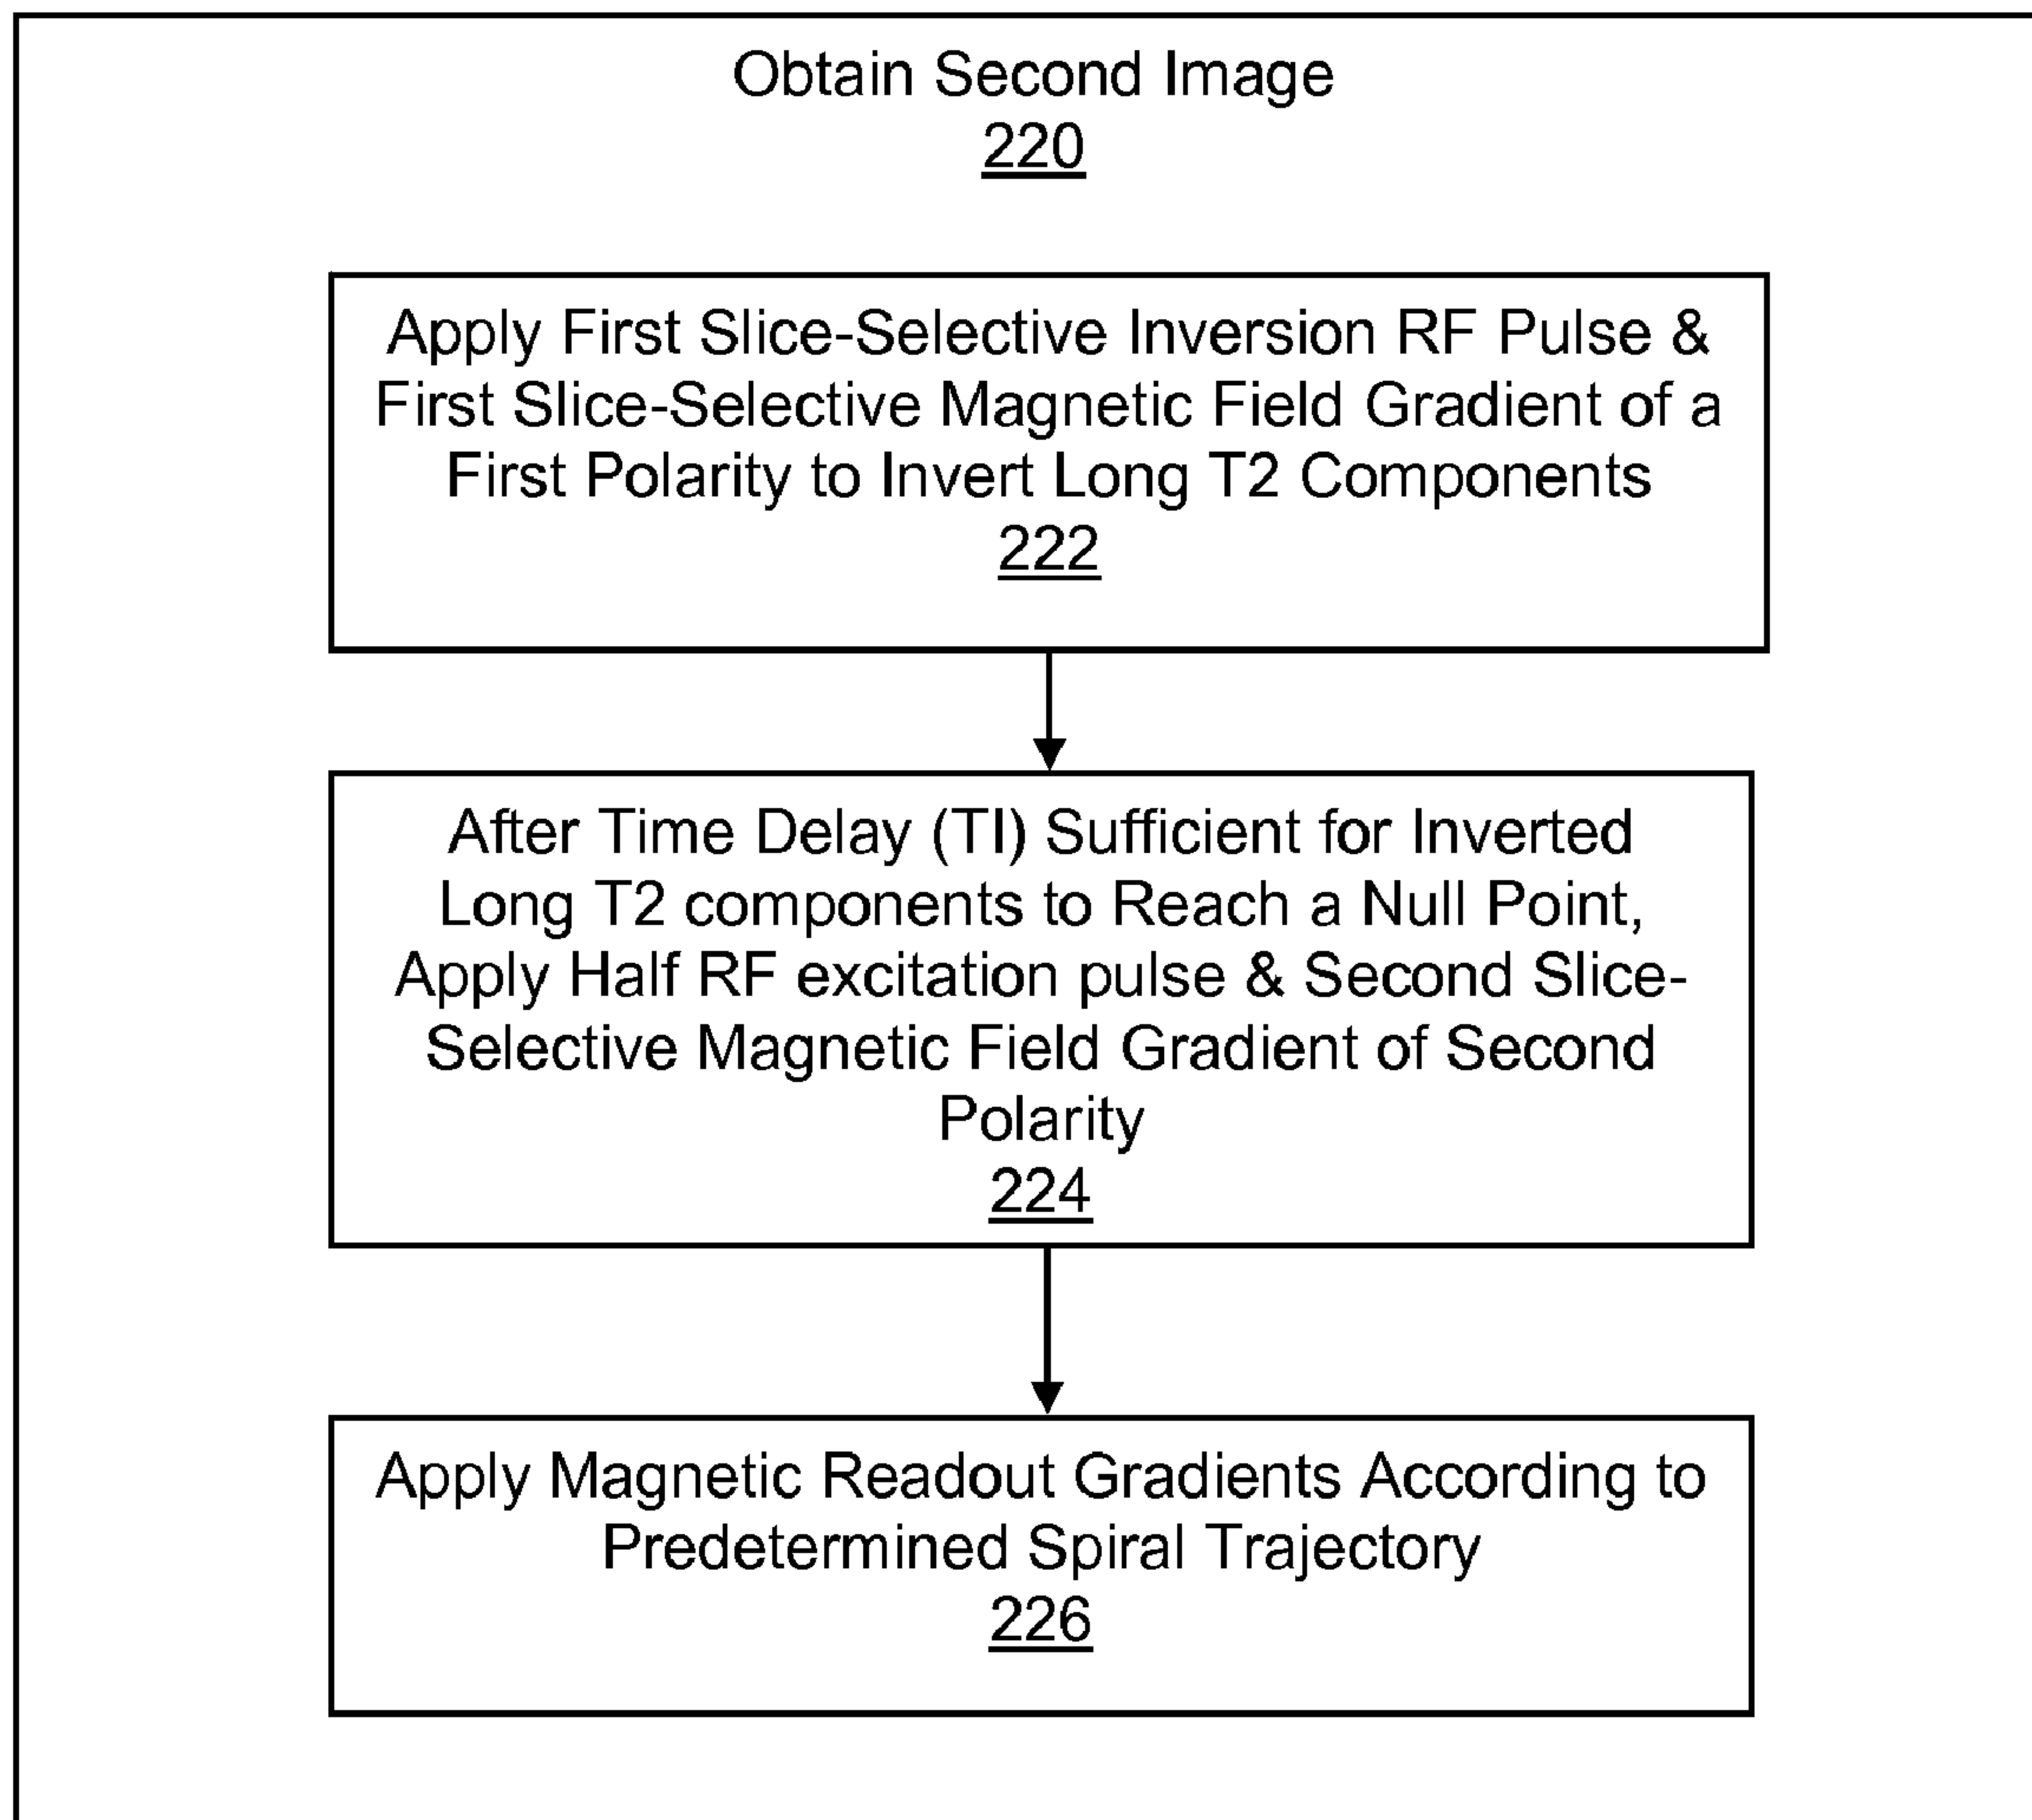 Obtain Second Image
220
Apply First Slice-Selective Inversion RF Pulse &
First Slice-Selective Magnetic Field Gradient of a
First Polarity to Invert Long T2 Components
222
After Time Delay (TI) Sufficient for Inverted
Long T2 components to Reach a Null Point,
Apply Half RF excitation pulse & Second Slice-
Selective Magnetic Field Gradient of Second
Polarity
224
Apply Magnetic Readout Gradients According to
Predetermined Spiral Trajectory
226